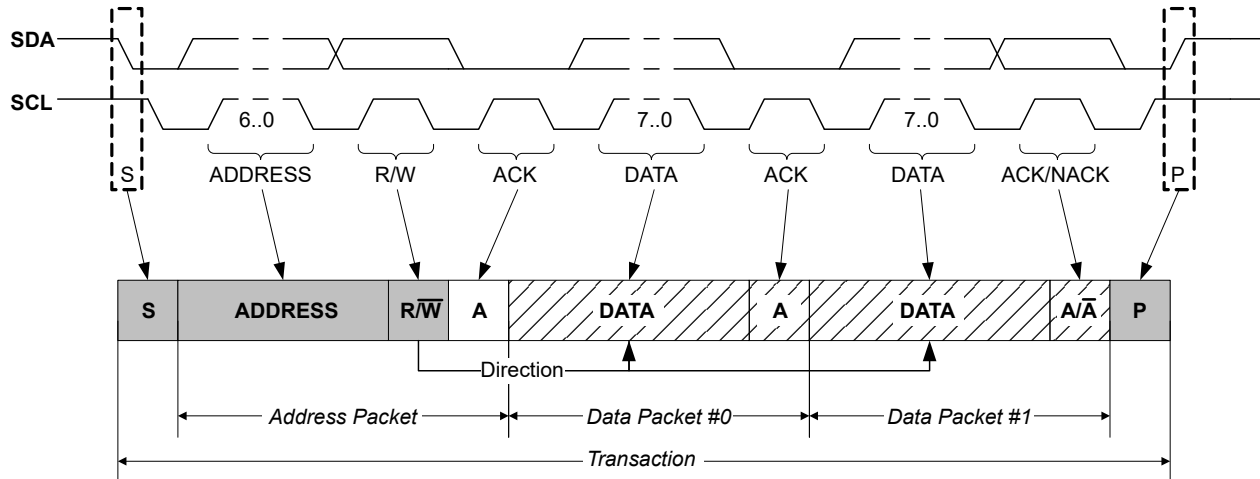 SDA
SCL
6..0 7..0 7..0
S ADDRESS R/W ACK DATA ACK DATA ACK/NACK P
S ADDRESS R/W̅ A DATA A DATA A/A̅ P
Direction
Address Packet Data Packet #0 Data Packet #1
Transaction